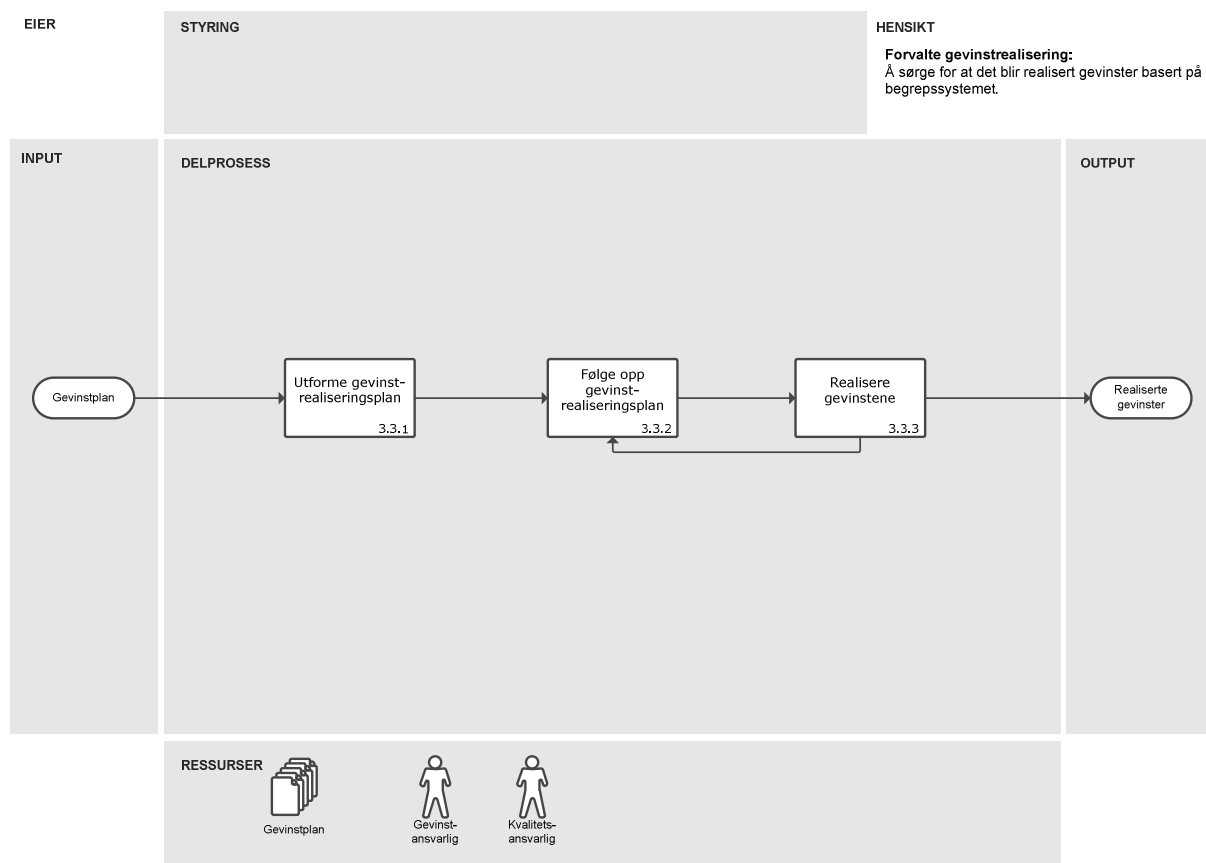 EIER
STYRING
HENSIKT
Forvalte gevinstrealisering:
Å sørge for at det blir realisert gevinster basert på
begrepssystemet.
INPUT
DELPROSESS
OUTPUT
Gevinstplan
Utforme gevinst-
realiseringsplan
3.3.1
Følge opp
gevinst-
realiseringsplan
3.3.2
Realisere
gevinstene
3.3.3
Realiserte
gevinster
RESSURSER
Gevinstplan
Gevinst-
ansvarlig
Kvalitets-
ansvarlig